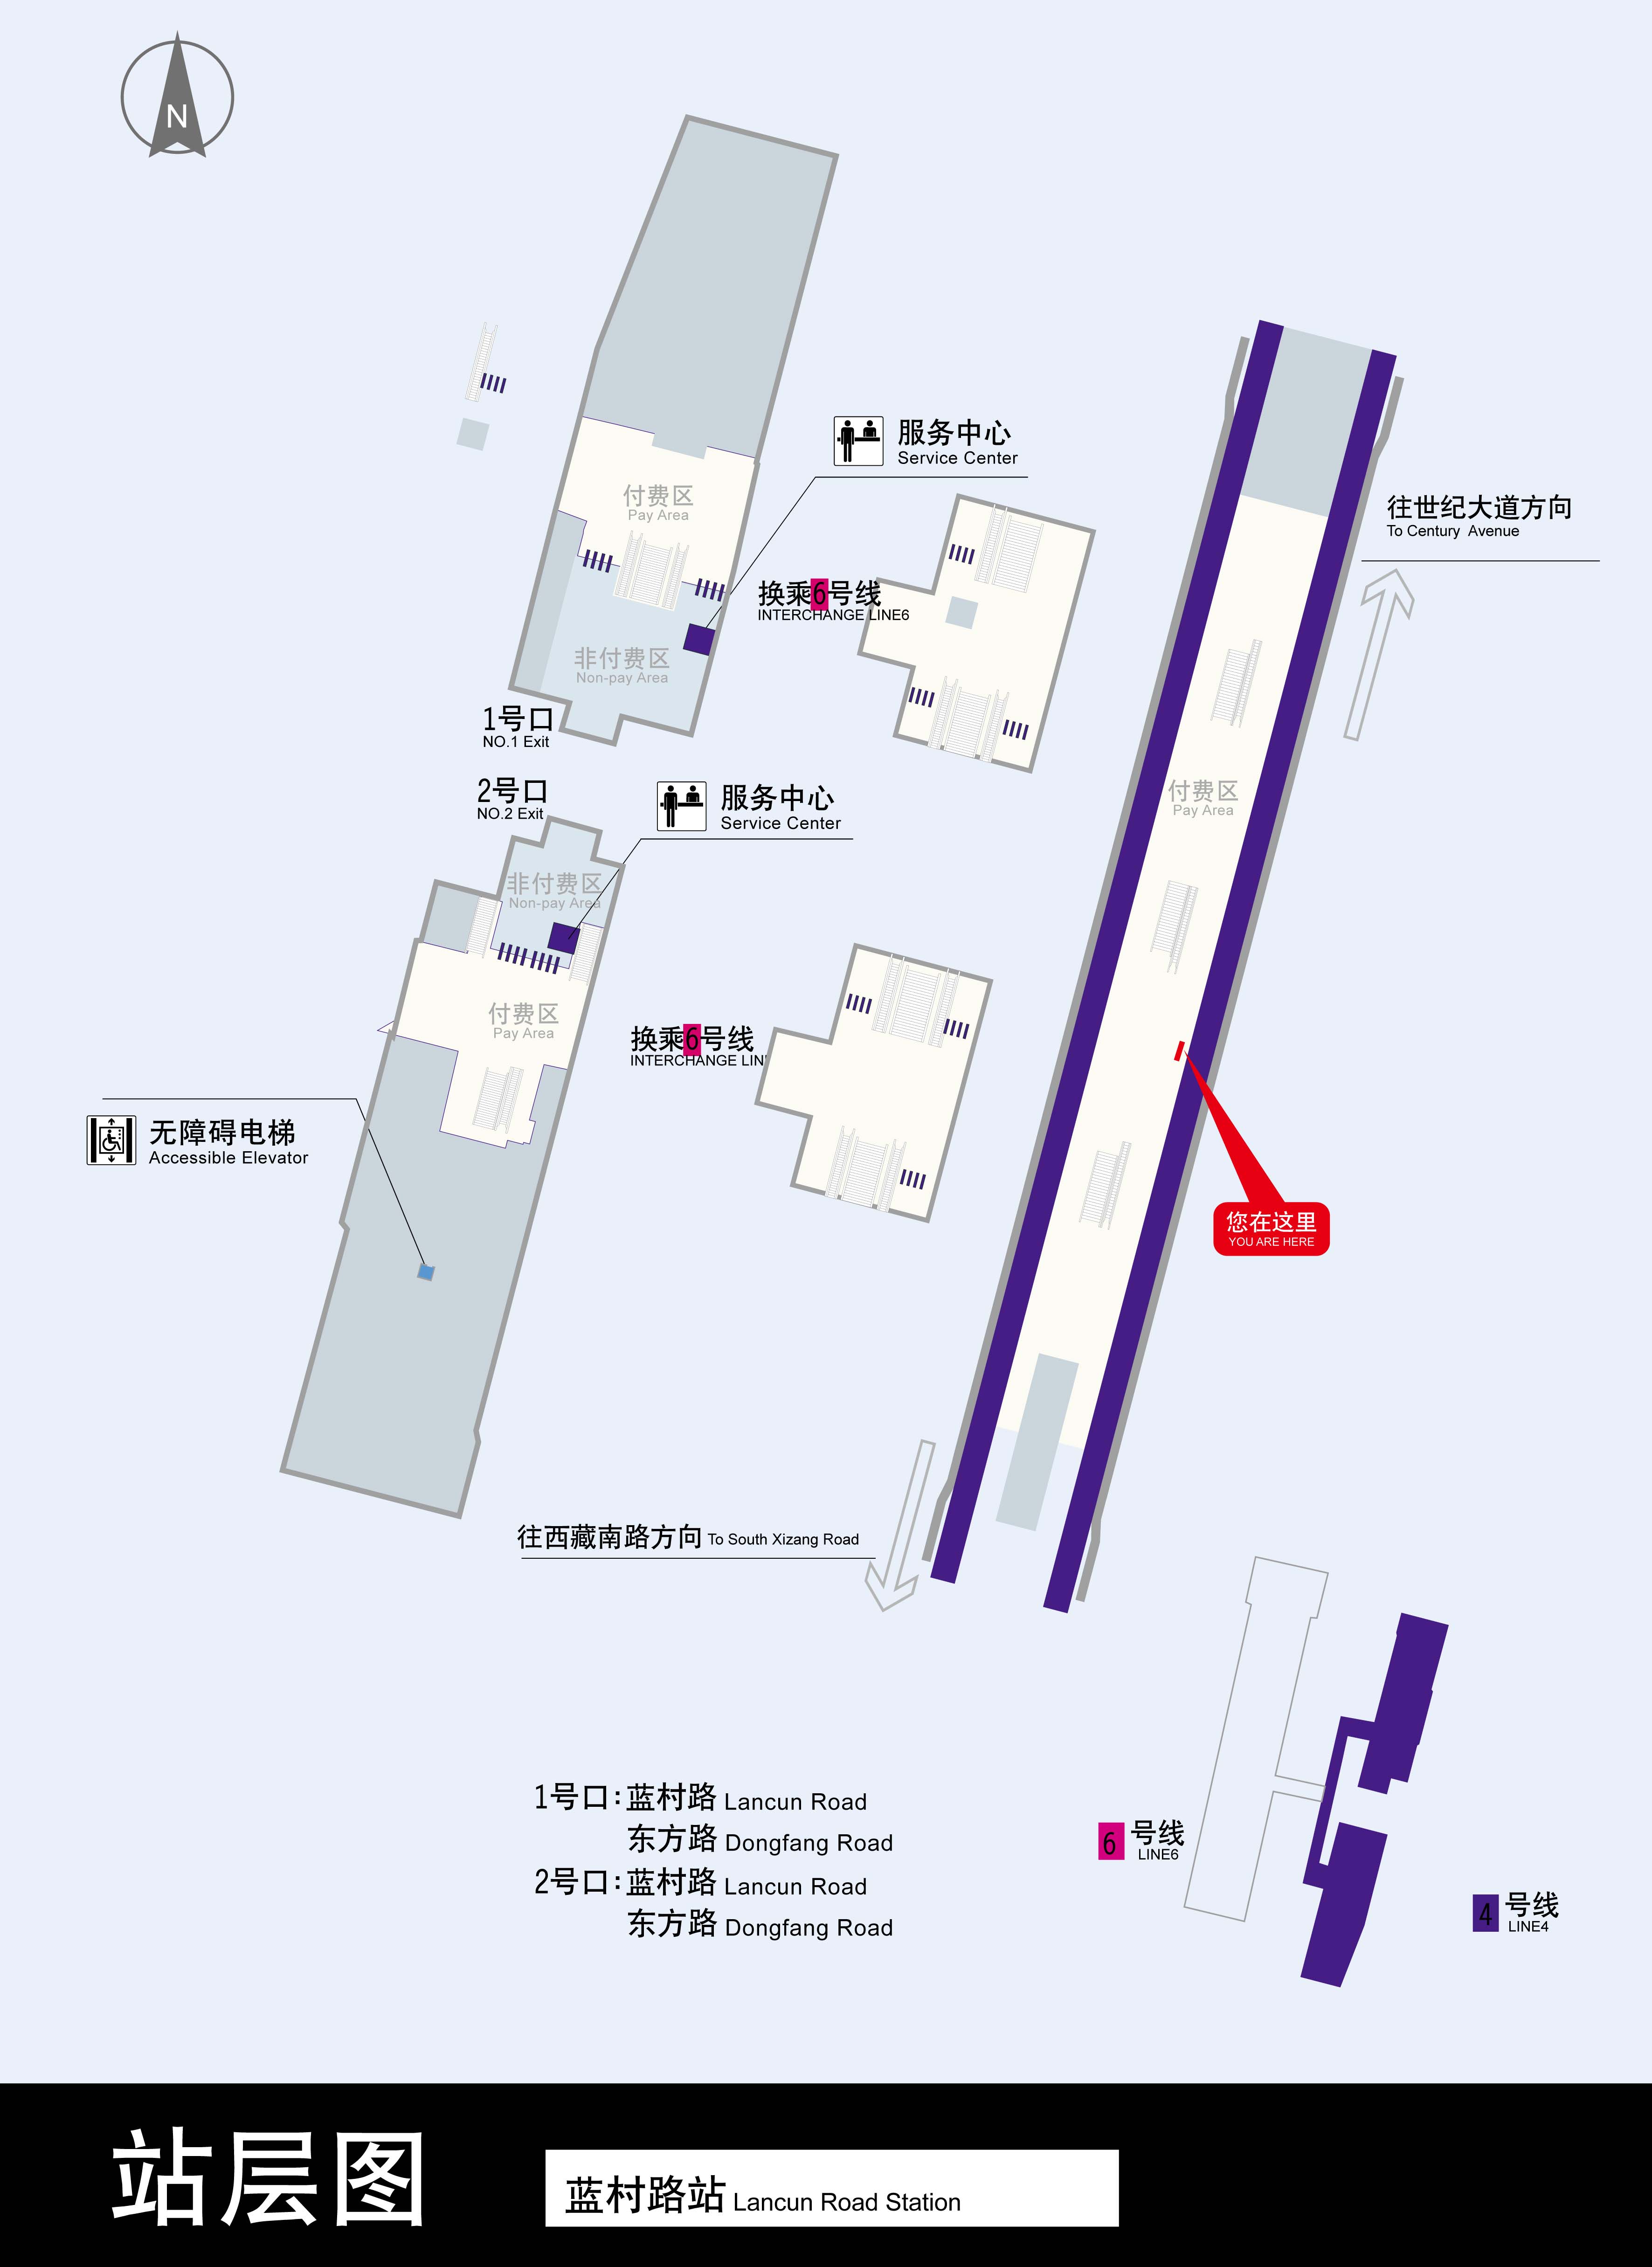 N
服务中心
Service Center
付费区
Pay Area
往世纪大道方向
To Century Avenue
换乘6号线
INTERCHANGE LINE6
非付费区
Non-pay Area
1号口
NO.1 Exit
2号口
NO.2 Exit
服务中心
Service Center
付费区
Pay Area
非付费区
Non-pay Area
付费区
Pay Area
换乘6号线
INTERCHANGE LIN
无障碍电梯
Accessible Elevator
您在这里
YOU ARE HERE
往西藏南路方向 To South Xizang Road
1号口：蓝村路 Lancun Road
东方路 Dongfang Road
2号口：蓝村路 Lancun Road
东方路 Dongfang Road
6号线
LINE6
4号线
LINE4
站层图
蓝村路站 Lancun Road Station